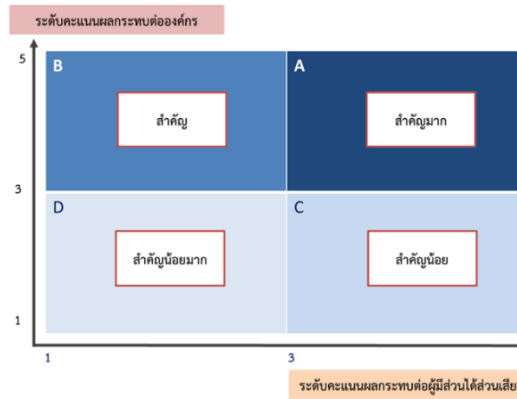 ระดับคะแนนผลกระทบต่อองค์กร
5
B
A
สำคัญ
สำคัญมาก
3
D
C
สำคัญน้อยมาก
สำคัญน้อย
1
1
3
ระดับคะแนนผลกระทบต่อผู้มีส่วนได้ส่วนเสีย